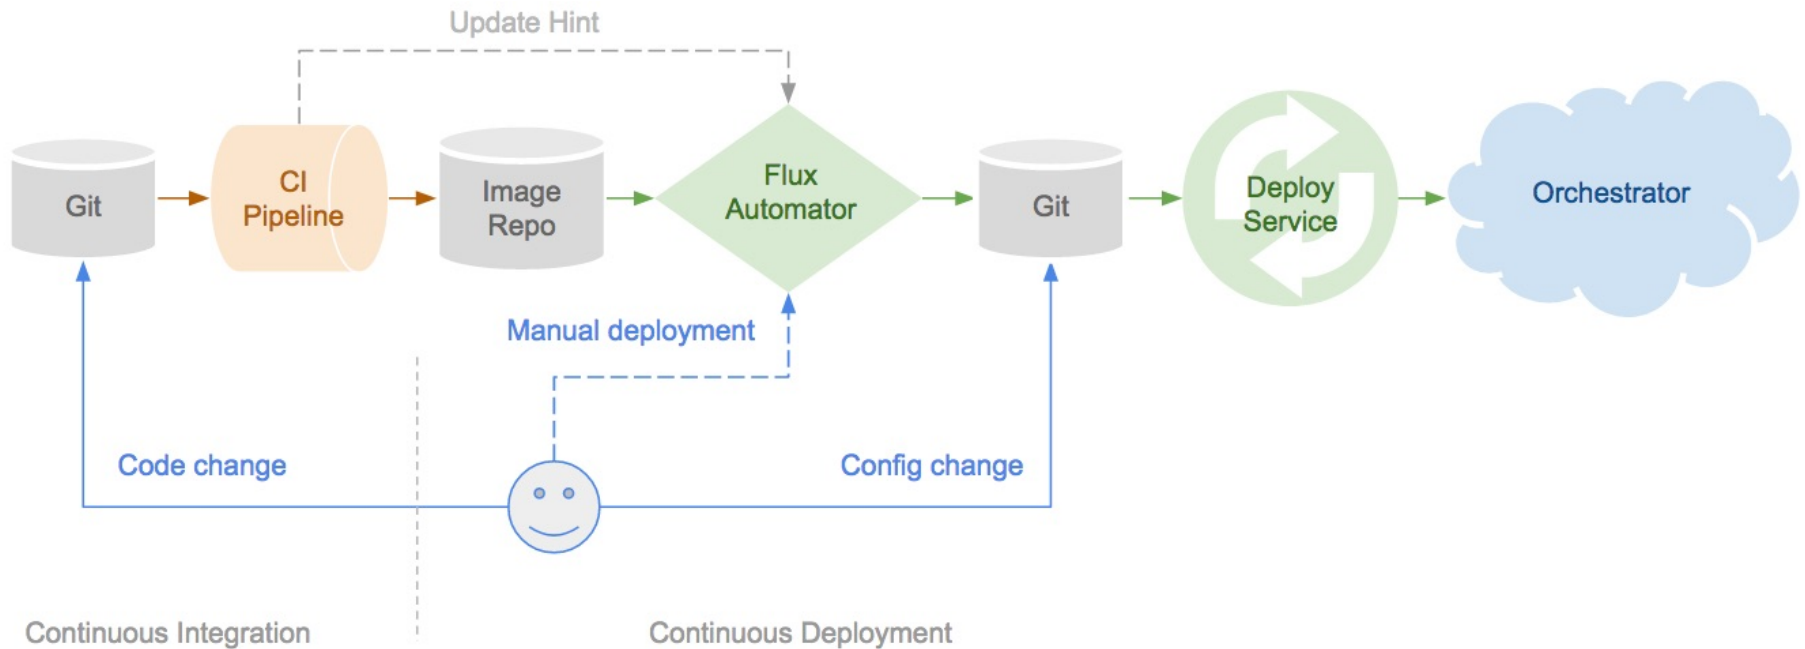 Update Hint
Git
CI
Pipeline
Image
Repo
Flux
Automator
Git
Deploy
Service
Orchestrator
Manual deployment
Code change
Config change
Continuous Integration
Continuous Deployment